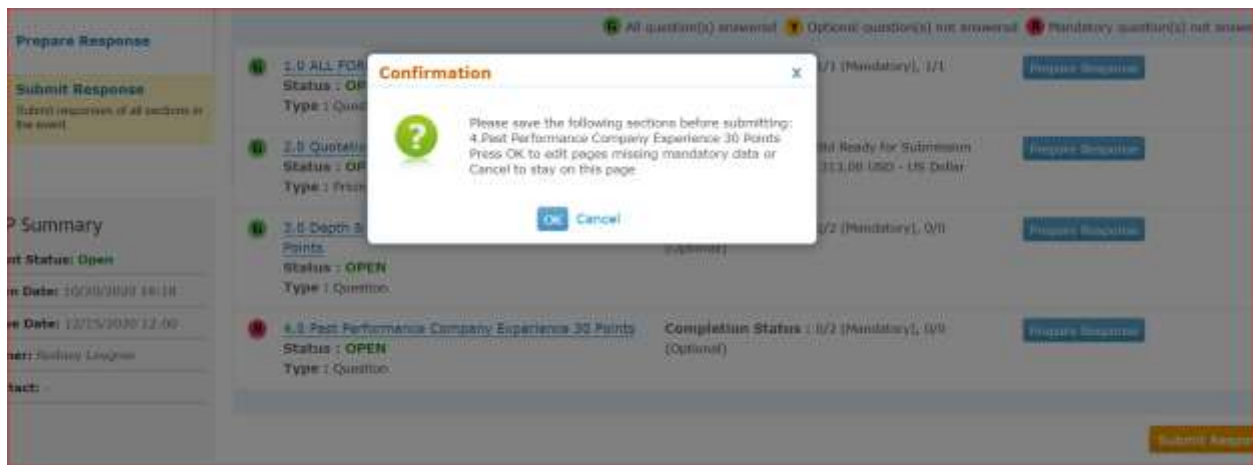 G All question(s) answered Y Optional question(s) not answered R Mandatory question(s) not answe
Prepare Response
Submit Response
Submit responses of all sections in
the event.
P Summary
nt Status: Open
n Date: 10/20/2020
e Date: 12/15/2020 12:00
ner: Rodney
tact: -
G 1.0 ALL FOR 1/1 (Mandatory), 1/1 Prepare Response
Status : OP
Type : Ques
G 2.0 Quotatio Ready for Submission Prepare Response
Status : OP 313.00 USD - US Dollar
Type : Pricin
G 3.0 Depth 2/2 (Mandatory), 0/0 Prepare Response
Points (Optional)
Status : OPEN
Type : Question
R 4.0 Past Performance Company Experience 30 Points Completion Status : 0/2 (Mandatory), 0/0 Prepare Response
Status : OPEN (Optional)
Type : Question
Confirmation X
Please save the following sections before submitting:
4.Past Performance Company Experience 30 Points
Press OK to edit pages missing mandatory data or
Cancel to stay on this page
OK Cancel
Submit Respo